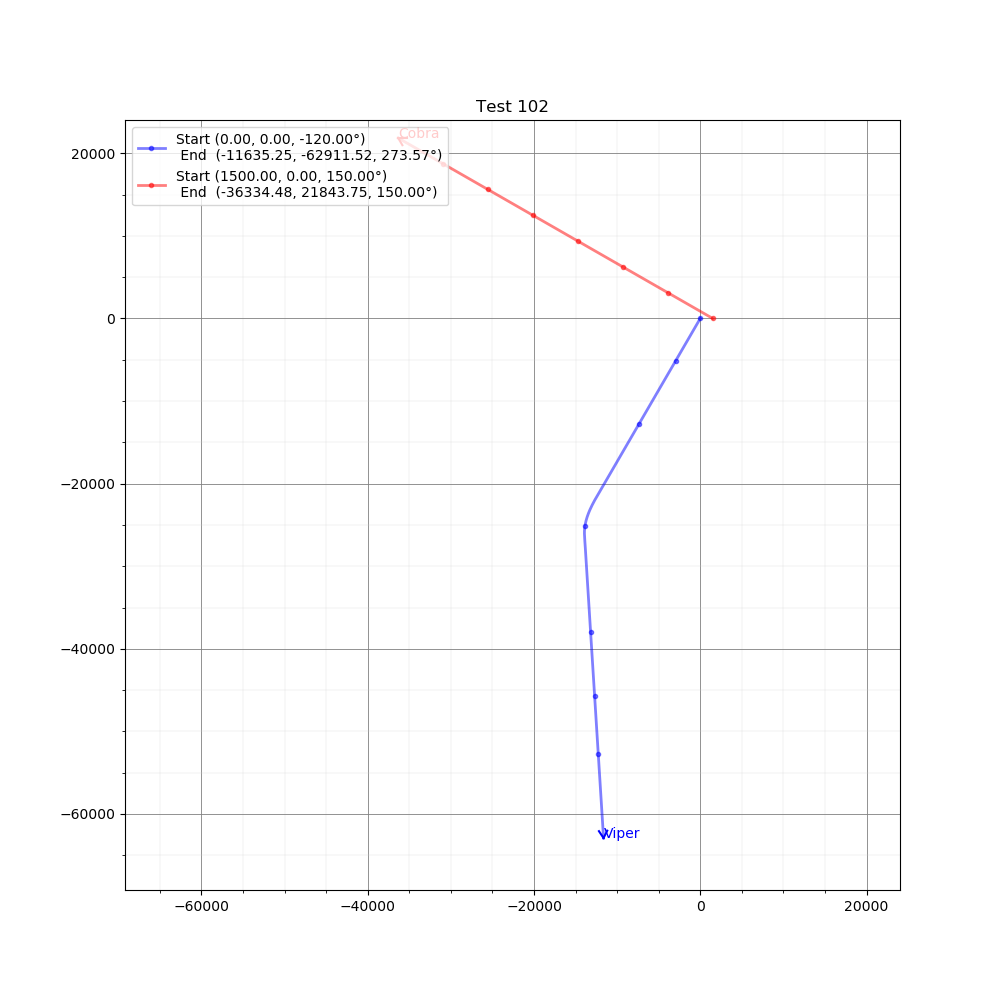 Test 102
Cobra
Start (0.00, 0.00, -120.00°)
End (-11635.25, -62911.52, 273.57°)
Start (1500.00, 0.00, 150.00°)
End (-36334.48, 21843.75, 150.00°)
20000
0
−20000
−40000
−60000
Viper
−60000 −40000 −20000 0 20000